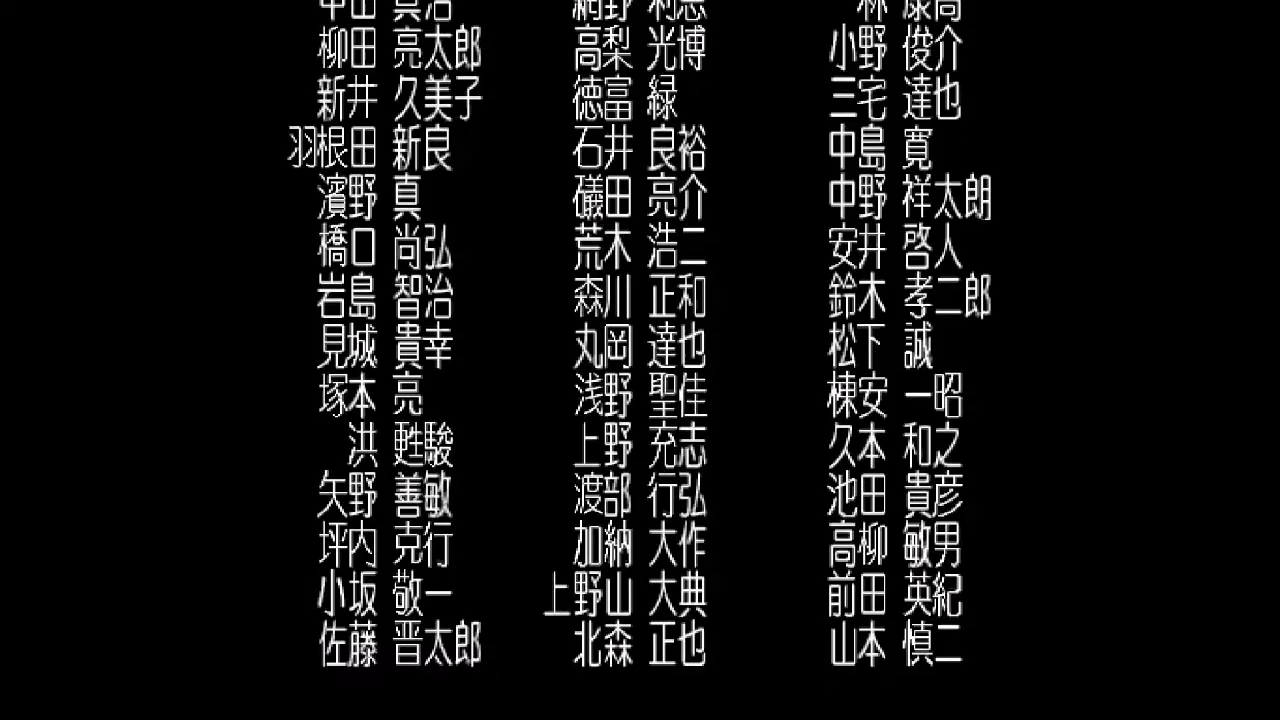 柳田 亮太郎 高梨 光博 小野 俊介
新井 久美子 徳富 緑 三宅 達也
羽根田 新良 石井 良裕 中島 寛
濱野 真 礒田 亮介 中野 祥太朗
橋口 尚弘 荒木 浩二 安井 啓人
岩島 智治 森川 正和 鈴木 孝二郎
見城 貴幸 丸岡 達也 松下 誠
塚本 亮 浅野 聖佳 棟安 一昭
洪 甦駿 上野 充志 久本 和之
矢野 善敏 渡部 行弘 池田 貴彦
坪内 克行 加納 大作 高柳 敏男
小坂 敬一 上野山 大典 前田 英紀
佐藤 晋太郎 北森 正也 山本 慎二